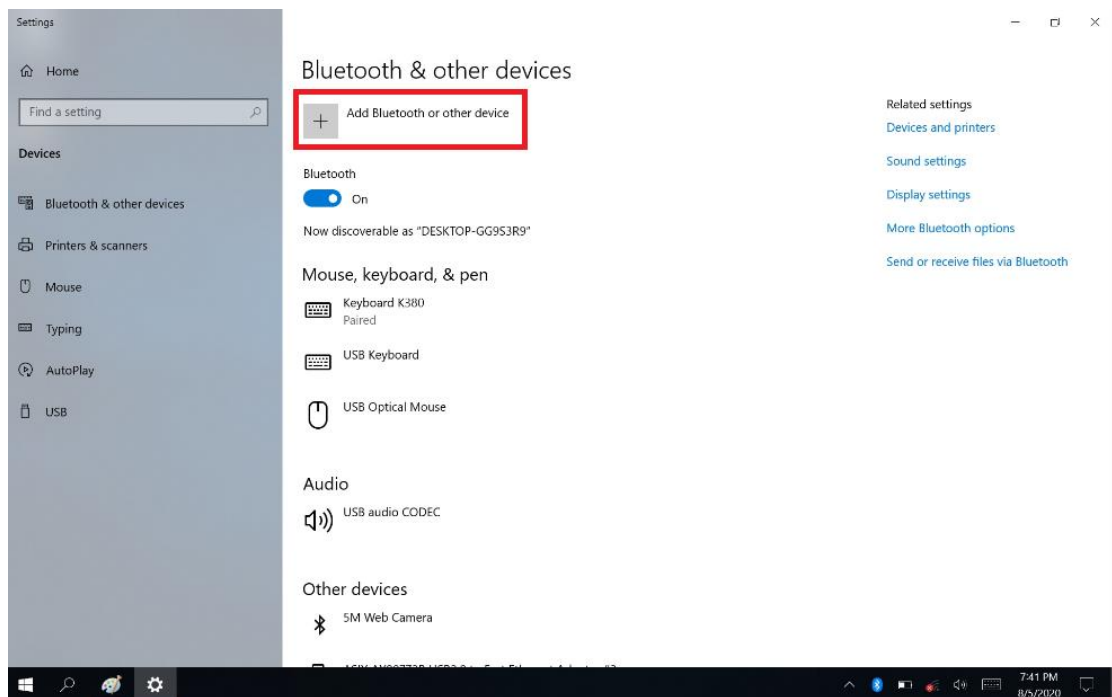 Settings
Home
Find a setting
Devices
Bluetooth & other devices
Printers & scanners
Mouse
Typing
AutoPlay
USB
Bluetooth & other devices
Add Bluetooth or other device
Bluetooth
On
Now discoverable as "DESKTOP-GG9S3R9"
Mouse, keyboard, & pen
Keyboard K380
Paired
USB Keyboard
USB Optical Mouse
Audio
USB audio CODEC
Other devices
5M Web Camera
Related settings
Devices and printers
Sound settings
Display settings
More Bluetooth options
Send or receive files via Bluetooth
7:41 PM
8/5/2020